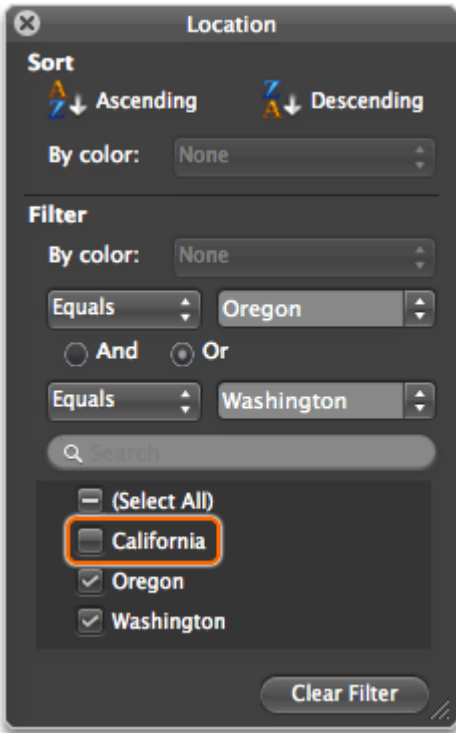 Location
Sort
A Z Ascending Z A Descending
By color: None
Filter
By color: None
Equals Oregon
And Or
Equals Washington
Search
(Select All)
California
Oregon
Washington
Clear Filter